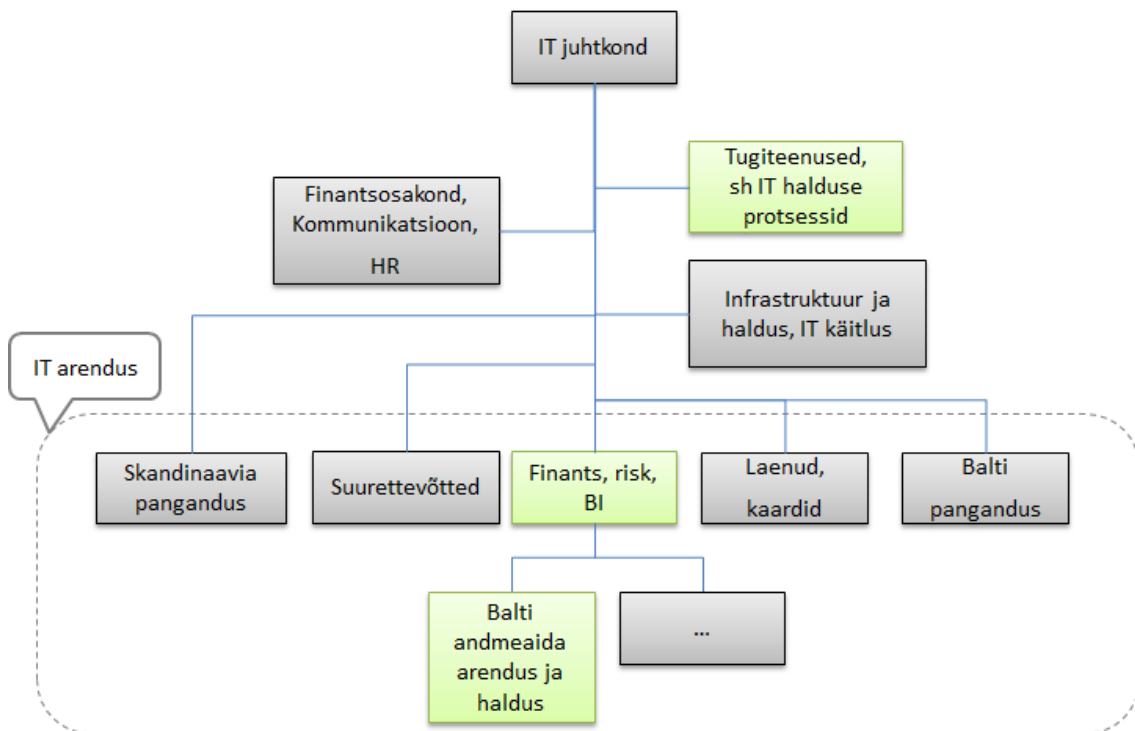 IT juhtkond
Tugiteenused,
sh IT halduse
protsessid
Finantsosakond,
Kommunikatsioon,
HR
Infrastruktuur ja
haldus, IT käitlus
IT arendus
Skandinaavia
pangandus
Suurettevõtted
Finants, risk,
BI
Laenud,
kaardid
Balti
pangandus
Balti
andmeaida
arendus ja
haldus
...